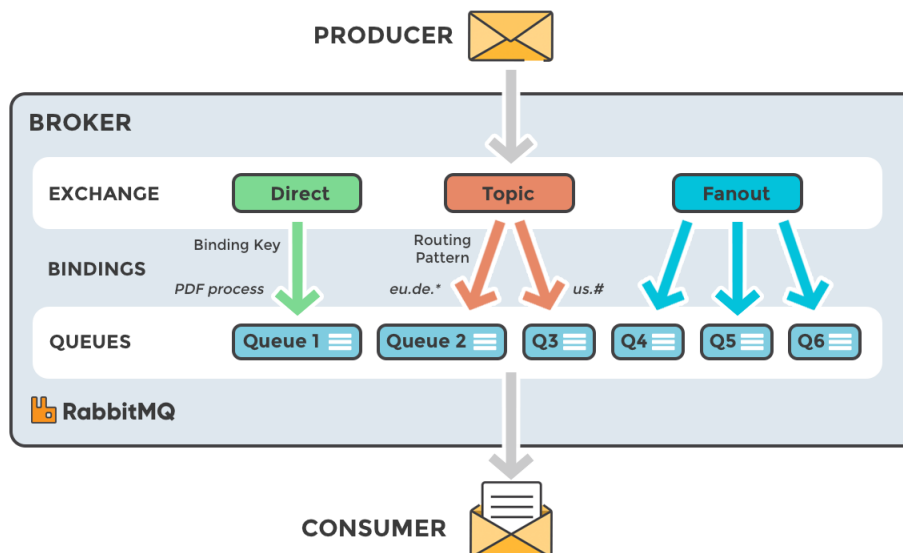 PRODUCER
BROKER
EXCHANGE
Direct
Topic
Fanout
BINDINGS
Binding Key
PDF process
Routing
Pattern
eu.de.*
us.#
QUEUES
Queue 1
Queue 2
Q3
Q4
Q5
Q6
RabbitMQ
CONSUMER